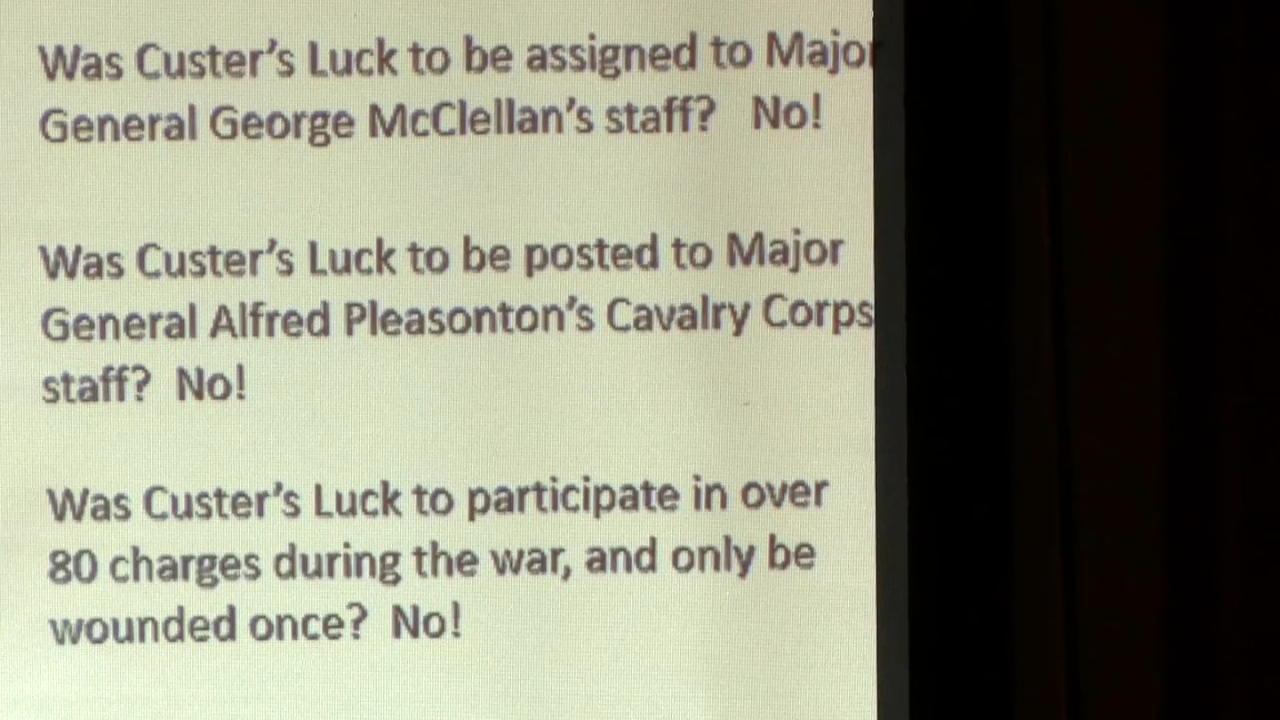 Was Custer's Luck to be assigned to Major
General George McClellan's staff?   No!
Was Custer's Luck to be posted to Major
General Alfred Pleasonton's Cavalry Corps
staff?  No!
Was Custer's Luck to participate in over
80 charges during the war, and only be
wounded once?  No!